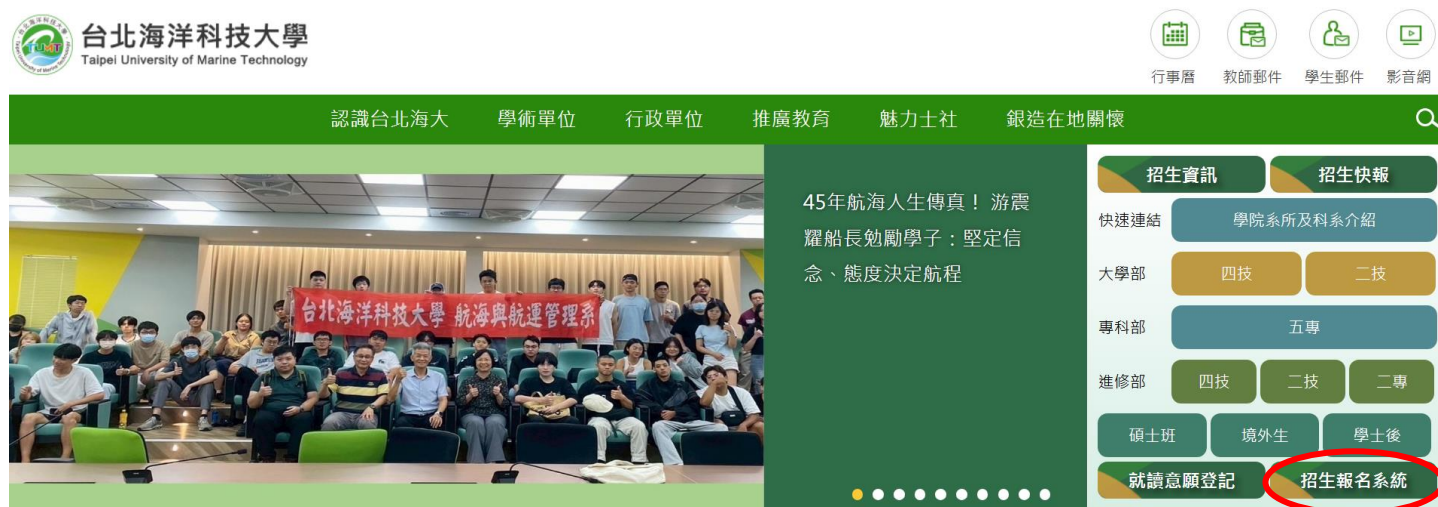 台北海洋科技大學
Taipei University of Marine Technology
TUMT
行事曆 教師郵件 學生郵件 影音網
認識台北海大 學術單位 行政單位 推廣教育 魅力士社 銀造在地關懷
台北海洋科技大學 航海與航運管理系
45年航海人生傳真！ 游震
耀船長勉勵學子：堅定信
念、態度決定航程
招生資訊 招生快報
快速連結 學院系所及科系介紹
大學部 四技 二技
專科部 五專
進修部 四技 二技 二專
碩士班 境外生 學士後
就讀意願登記 招生報名系統